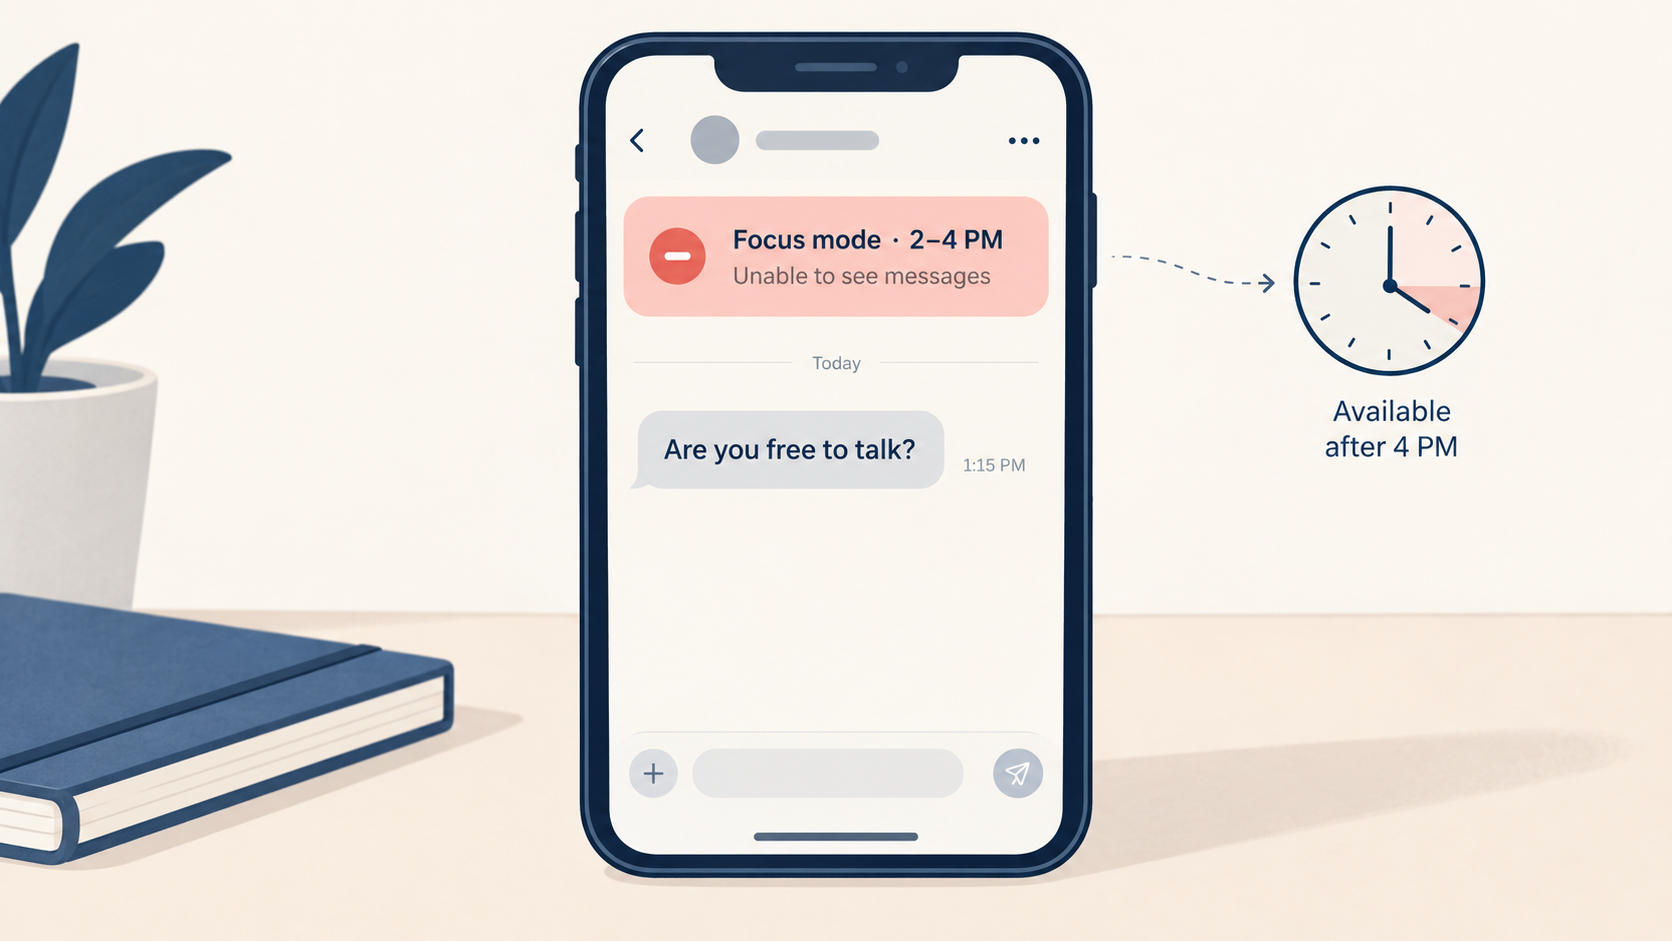 Focus mode · 2–4 PM
Unable to see messages
Today
Are you free to talk?
1:15 PM
Available
after 4 PM